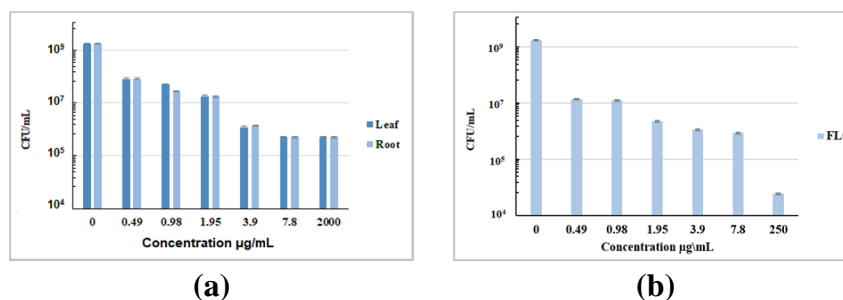 10⁹
10⁷
10⁵
10⁴
CFU/mL
0 0.49 0.98 1.95 3.9 7.8 2000
Concentration µg/mL
Leaf
Root
(a)
10⁹
10⁷
10⁵
10⁴
CFU/mL
0 0.49 0.98 1.95 3.9 7.8 250
Concentration µg\mL
(b)